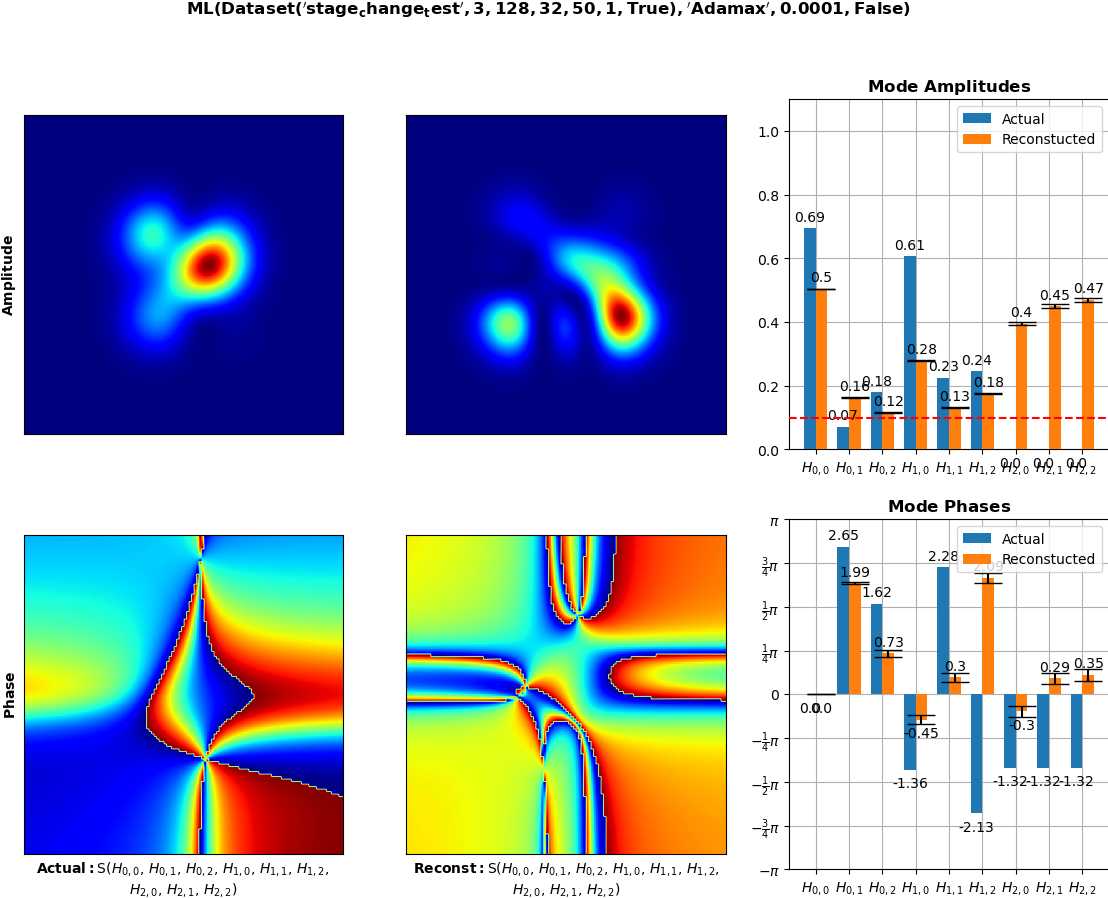 ML(Dataset('stage_change_test', 3, 128, 32, 50, 1, True), 'Adamax', 0.0001, False)
Amplitude
Mode Amplitudes
Actual
Reconstucted
1.0
0.8
0.6
0.4
0.2
0.0
0.69
0.5
0.07
0.16
0.18
0.12
0.61
0.28
0.23
0.13
0.24
0.18
0.0
0.4
0.0
0.45
0.0
0.47
H0,0 H0,1 H0,2 H1,0 H1,1 H1,2 H2,0 H2,1 H2,2
Phase
Actual: S(H0,0, H0,1, H0,2, H1,0, H1,1, H1,2,
H2,0, H2,1, H2,2)
Reconst: S(H0,0, H0,1, H0,2, H1,0, H1,1, H1,2,
H2,0, H2,1, H2,2)
Mode Phases
Actual
Reconstucted
π
3/4π
1/2π
1/4π
0
−1/4π
−1/2π
−3/4π
−π
0.0
0.0
2.65
1.99
1.62
0.73
-1.36
-0.45
2.28
0.3
-2.13
2.09
-1.32
-0.3
-1.32
0.29
-1.32
0.35
H0,0 H0,1 H0,2 H1,0 H1,1 H1,2 H2,0 H2,1 H2,2